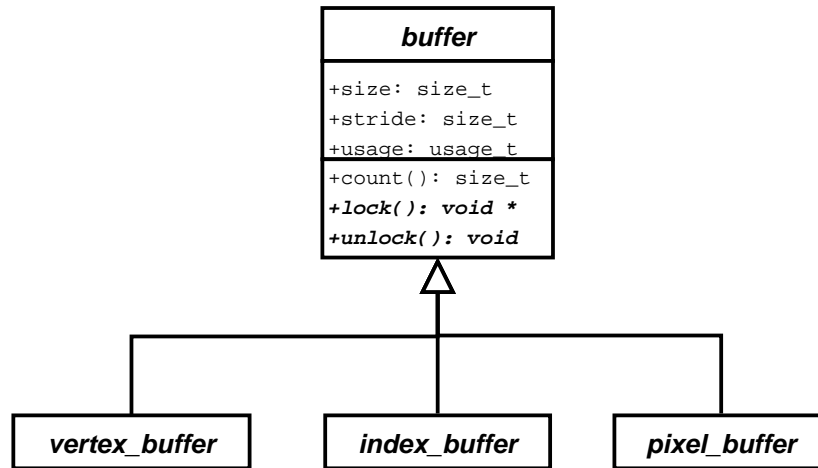 buffer
+size: size_t
+stride: size_t
+usage: usage_t
+count(): size_t
+lock(): void *
+unlock(): void
vertex_buffer
index_buffer
pixel_buffer